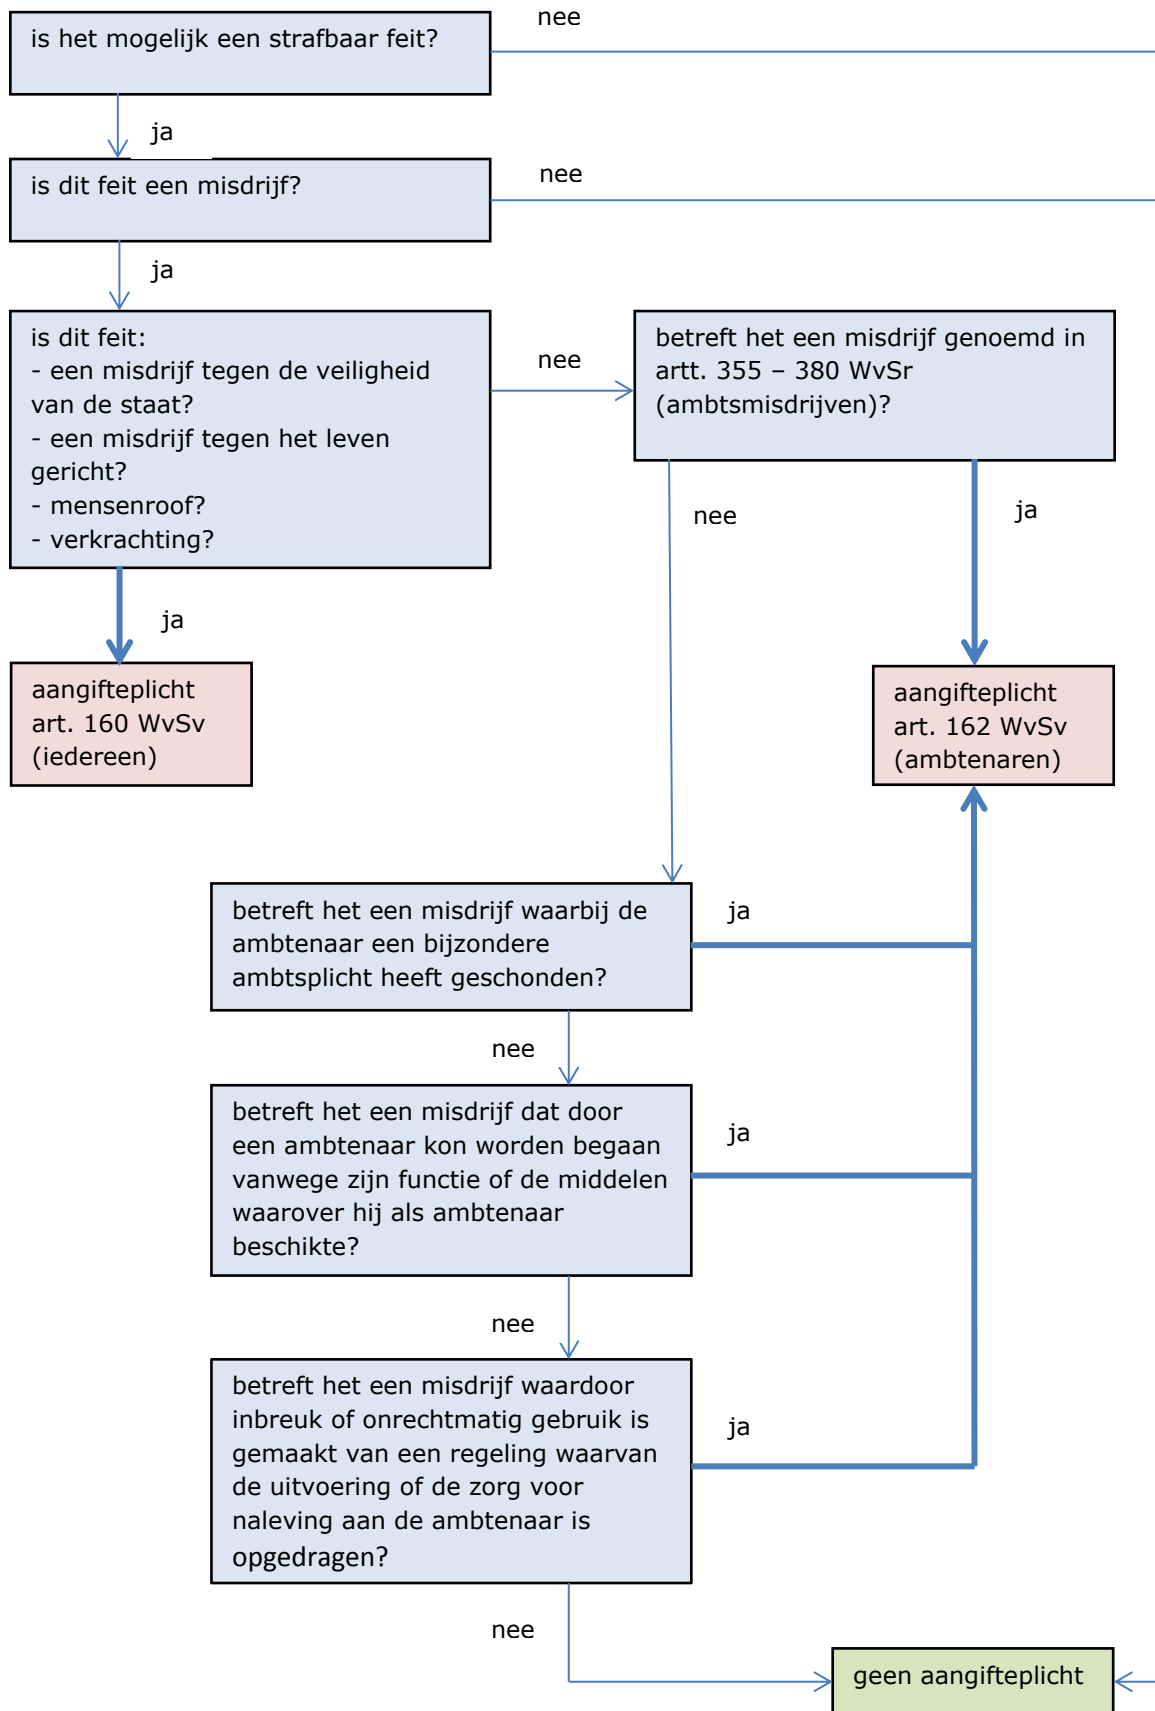 nee
is het mogelijk een strafbaar feit?
ja
nee
is dit feit een misdrijf?
ja
is dit feit:
- een misdrijf tegen de veiligheid
van de staat?
- een misdrijf tegen het leven
gericht?
- mensenroof?
- verkrachting?
nee
betreft het een misdrijf genoemd in
artt. 355 – 380 WvSr
(ambtsmisdrijven)?
nee
ja
ja
aangifteplicht
art. 160 WvSv
(iedereen)
aangifteplicht
art. 162 WvSv
(ambtenaren)
betreft het een misdrijf waarbij de
ambtenaar een bijzondere
ambtsplicht heeft geschonden?
ja
nee
betreft het een misdrijf dat door
een ambtenaar kon worden begaan
vanwege zijn functie of de middelen
waarover hij als ambtenaar
beschikte?
ja
nee
betreft het een misdrijf waardoor
inbreuk of onrechtmatig gebruik is
gemaakt van een regeling waarvan
de uitvoering of de zorg voor
naleving aan de ambtenaar is
opgedragen?
ja
nee
geen aangifteplicht